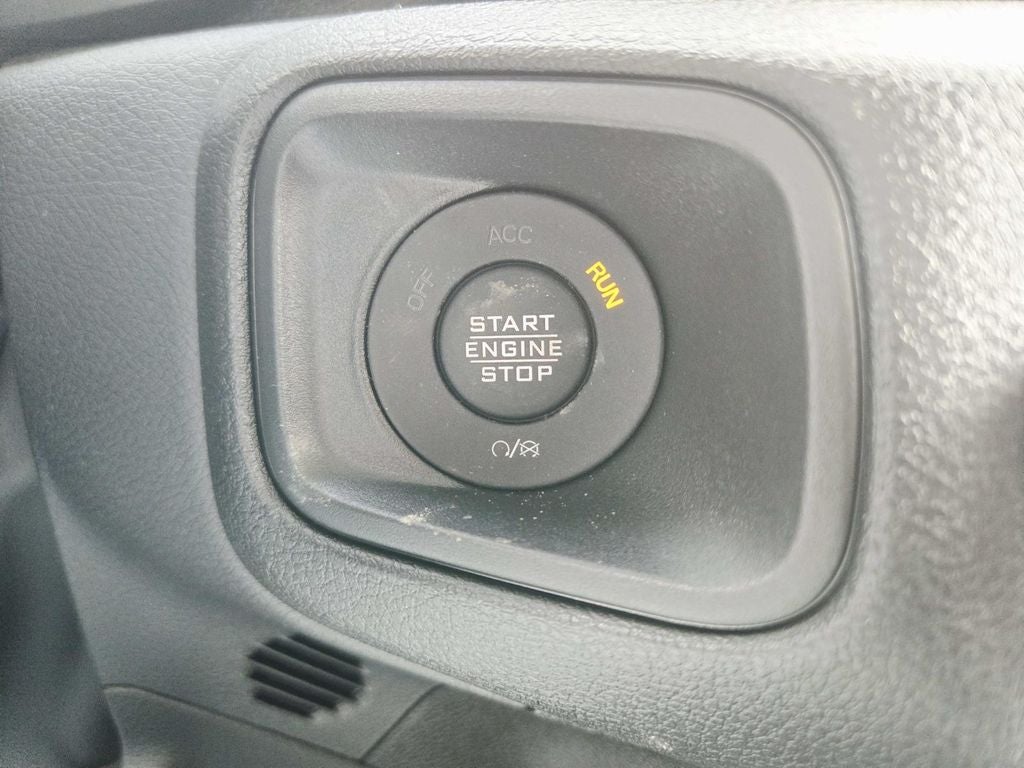 ACC
OFF
RUN
START
ENGINE
STOP